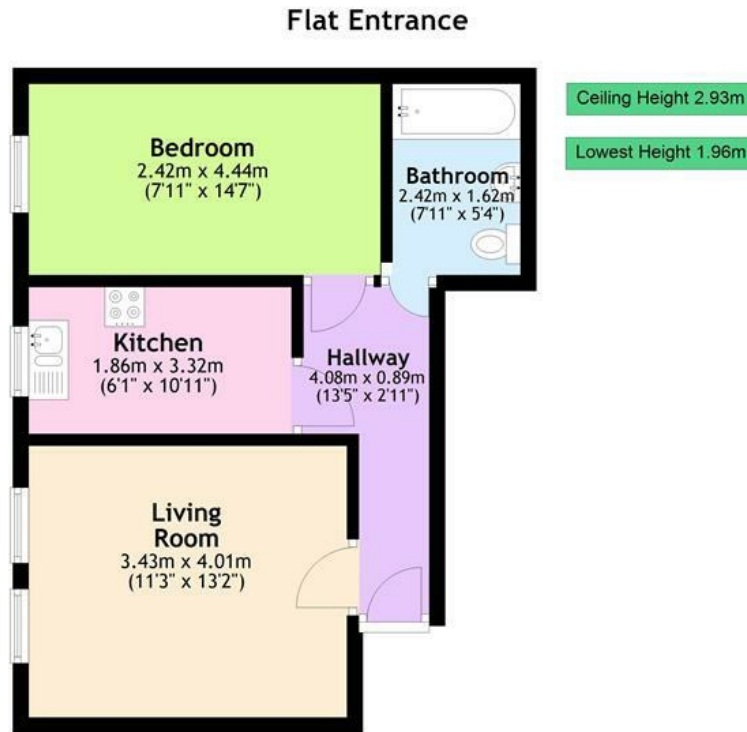 Flat Entrance
Ceiling Height 2.93m
Lowest Height 1.96m
Bedroom
2.42m x 4.44m
(7'11" x 14'7")
Bathroom
2.42m x 1.62m
(7'11" x 5'4")
Kitchen
1.86m x 3.32m
(6'1" x 10'11")
Hallway
4.08m x 0.89m
(13'5" x 2'11")
Living
Room
3.43m x 4.01m
(11'3" x 13'2")